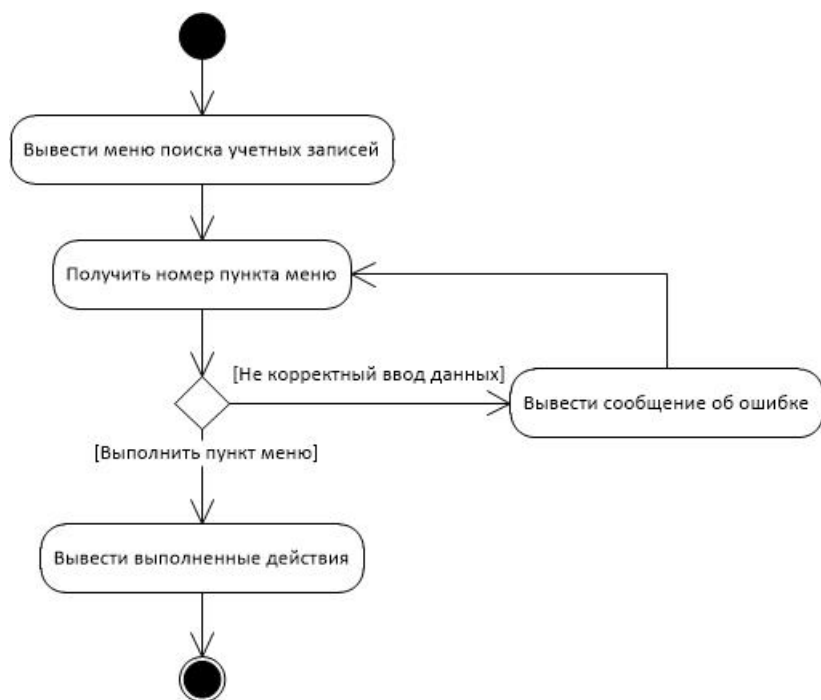 Вывести меню поиска учетных записей
Получить номер пункта меню
[Не корректный ввод данных]
Вывести сообщение об ошибке
[Выполнить пункт меню]
Вывести выполненные действия